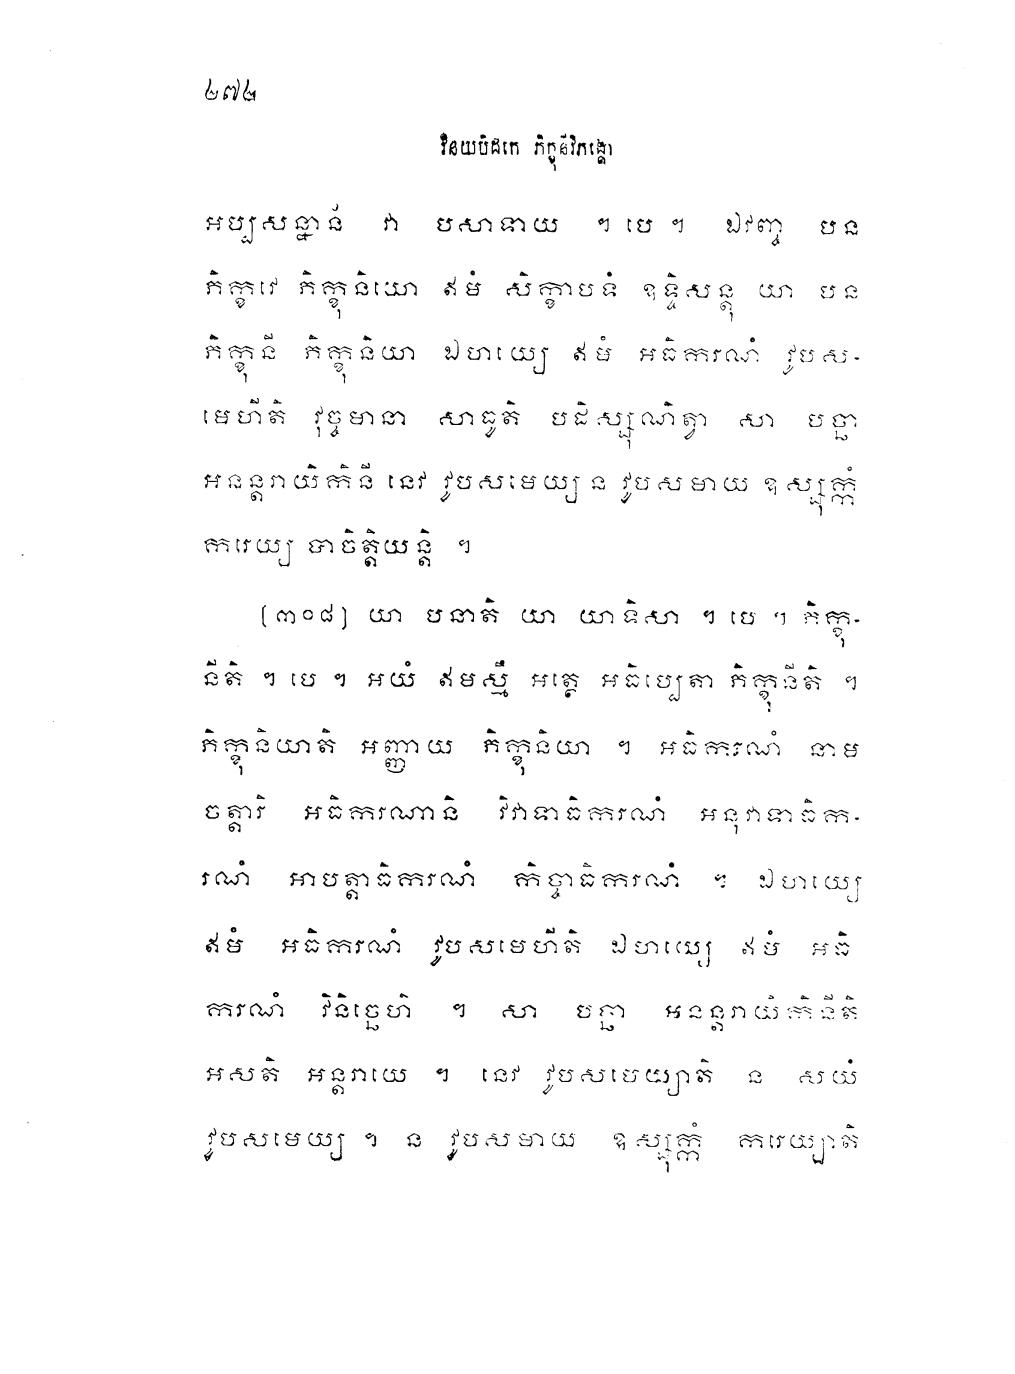 ២៧២
វិនយបិដកេ ភិក្ខុនីវិភង្គោ
អប្បសន្នានំ វា បសាទាយ ។ បេ ។ ឯវញ្ច បន
ភិក្ខវេ ភិក្ខុនិយោ ឥមំ សិក្ខាបទំ ឧទ្ទិសន្តុ យា បន
ភិក្ខុនី ភិក្ខុនិយា ឯហយ្យេ ឥមំ អធិករណំ វូបស-
មេហីតិ វុច្ចមានា សាធូតិ បដិស្សុណិត្វា សា បច្ឆា
អនន្តរាយិកិនី នេវ វូបសមេយ្យ ន វូបសមាយ ឧស្សុក្កំ
ករេយ្យ បាចិត្តិយន្តិ ។
[៣០៨] យា បនាតិ យា យាទិសា ។ បេ ។ ភិក្ខុ-
នីតិ ។ បេ ។ អយំ ឥមស្មឹ អត្ថេ អធិប្បេតា ភិក្ខុនីតិ ។
ភិក្ខុនិយាតិ អញ្ញាយ ភិក្ខុនិយា ។ អធិករណំ នាម
ចត្តារិ អធិករណានិ វិវាទាធិករណំ អនុវាទាធិក-
រណំ អាបត្តាធិករណំ កិច្ចាធិករណំ ។ ឯហយ្យេ
ឥមំ អធិករណំ វូបសមេហីតិ ឯហយ្យេ ឥមំ អធិ
ករណំ វិនិច្ឆេហិ ។ សា បច្ឆា អនន្តរាយិកិនីតិ
អសតិ អន្តរាយេ ។ នេវ វូបសមេយ្យាតិ ន សយំ
វូបសមេយ្យ ។ ន វូបសមាយ ឧស្សុក្កំ ករេយ្យាតិ